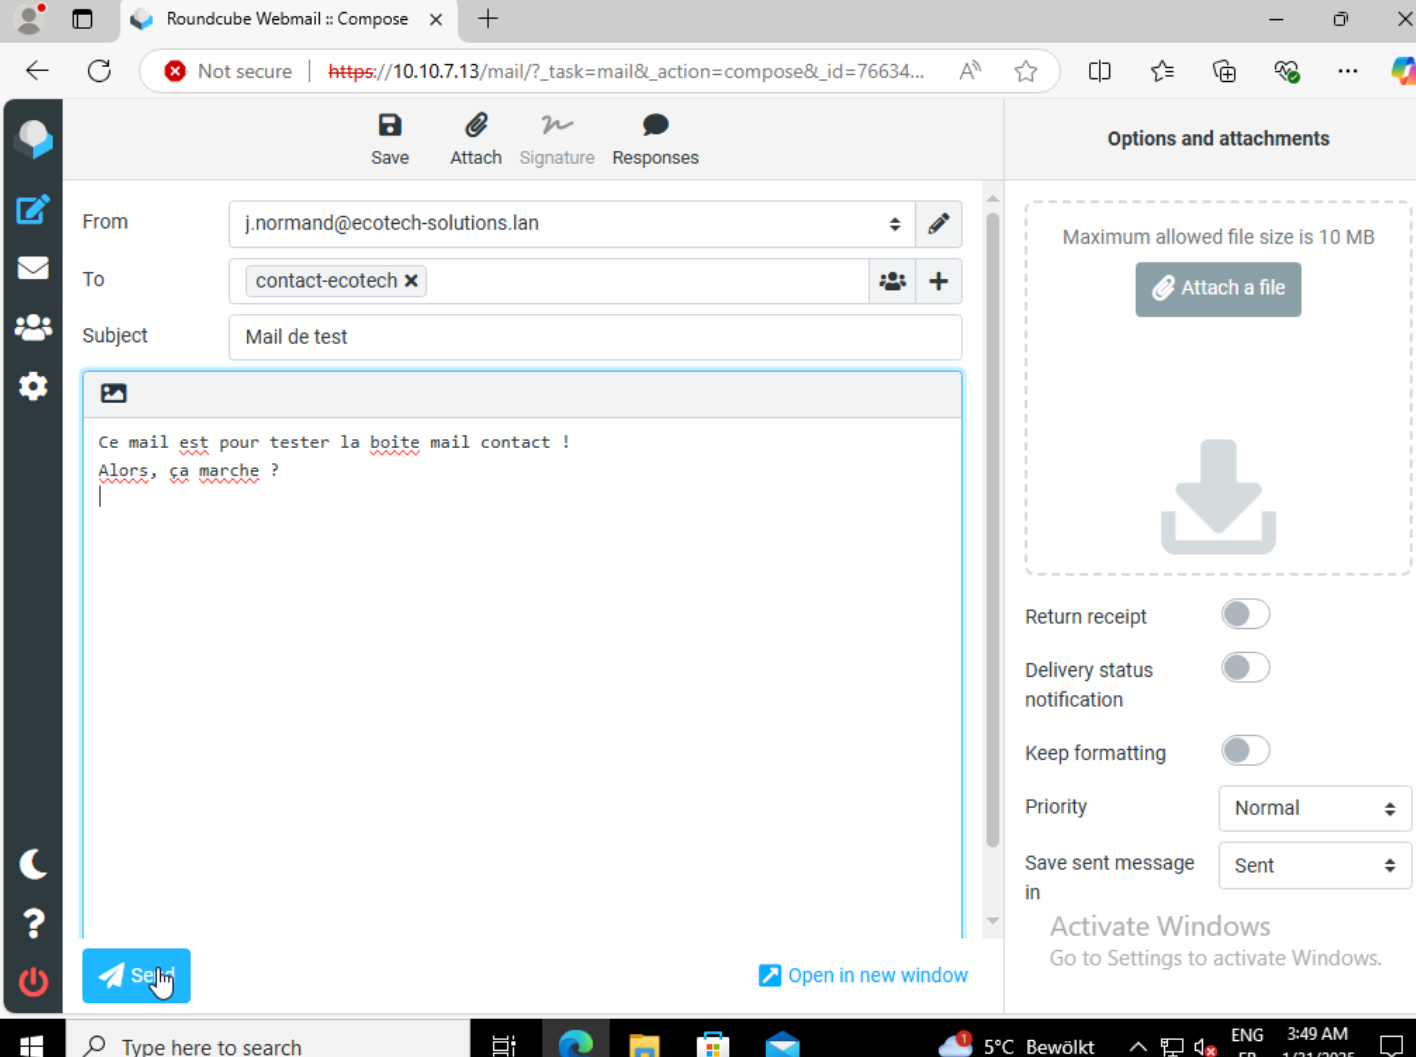 Roundcube Webmail :: Compose
Not secure
https://10.10.7.13/mail/?_task=mail&_action=compose&_id=76634...
Save
Attach
Signature
Responses
Options and attachments
From
j.normand@ecotech-solutions.lan
To
contact-ecotech
Subject
Mail de test
Ce mail est pour tester la boite mail contact !
Alors, ça marche ?
Maximum allowed file size is 10 MB
Attach a file
Return receipt
Delivery status
notification
Keep formatting
Priority
Normal
Save sent message
in
Sent
Activate Windows
Go to Settings to activate Windows.
Send
Open in new window
Type here to search
1
5°C Bewölkt
ENG
3:49 AM